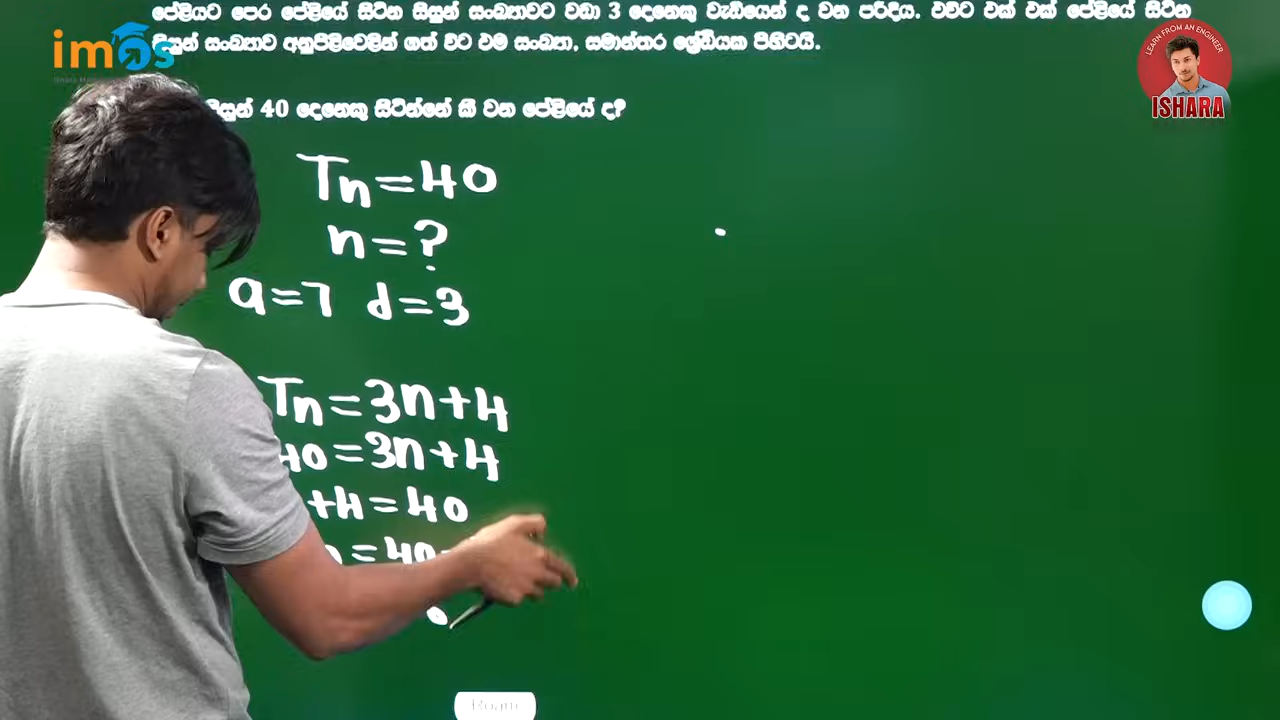 පේළියට පෙර පේළියේ සිටින සිසුන් සංඛ්‍යාවට වඩා 3 දෙනෙකු වැඩියෙන් ද වන පරිදිය. එවිට එක් එක් පේළියේ සිටින
සිසුන් සංඛ්‍යාව අනුපිළිවෙළින් ගත් විට එම සංඛ්‍යා, සමාන්තර ශ්‍රේඪියක පිහිටයි.
imos
LEARN FROM AN ENGINEER
ISHARA
සිසුන් 40 දෙනෙකු සිටින්නේ කී වන පේළියේ ද?
Tn=40
n=?
a=7 d=3
Tn=3n+4
40=3n+4
+4=40
=40